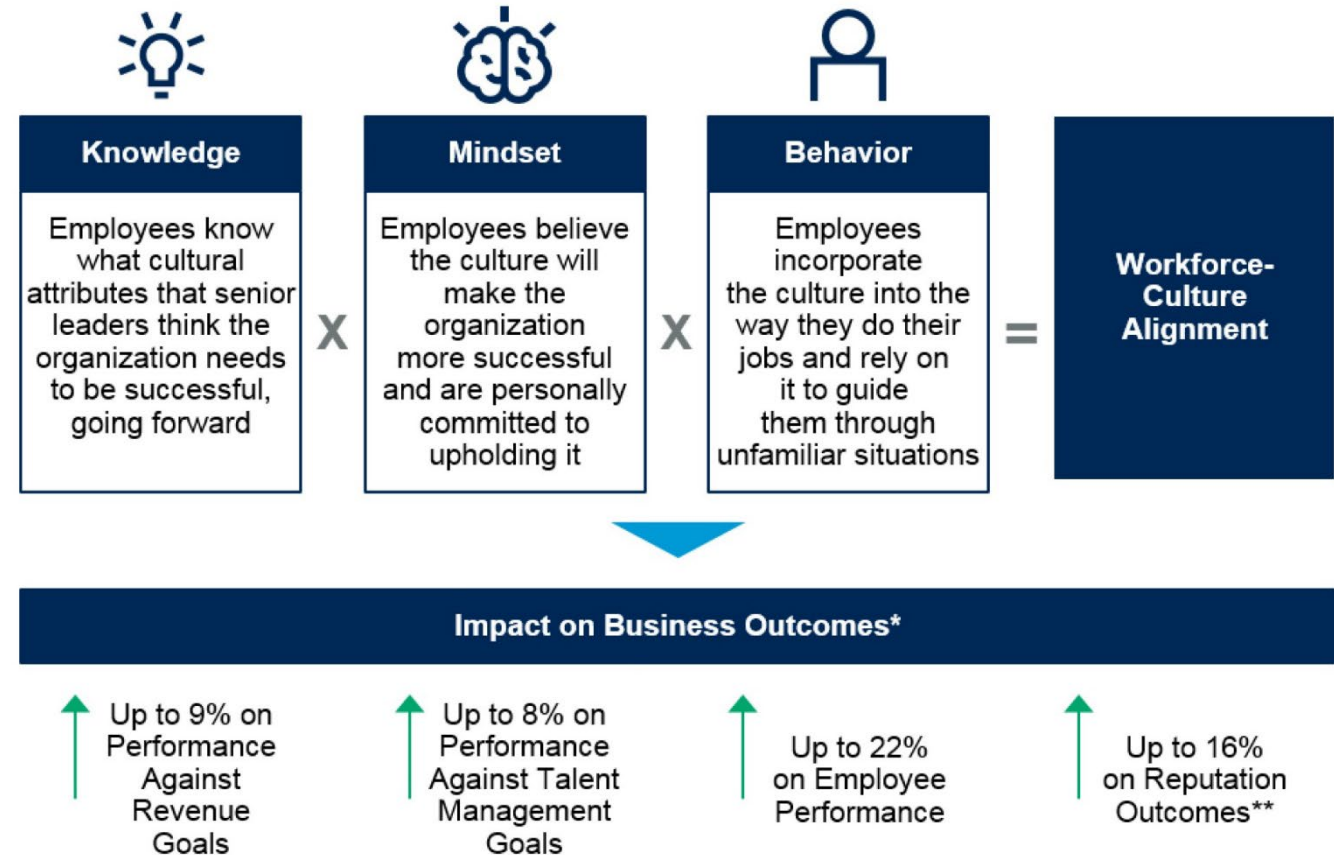 Knowledge
Employees know
what cultural
attributes that senior
leaders think the
organization needs
to be successful,
going forward
X
Mindset
Employees believe
the culture will
make the
organization
more successful
and are personally
committed to
upholding it
X
Behavior
Employees
incorporate
the culture into the
way they do their
jobs and rely on
it to guide
them through
unfamiliar situations
=
Workforce-
Culture
Alignment
Impact on Business Outcomes*
Up to 9% on
Performance
Against
Revenue
Goals
Up to 8% on
Performance
Against Talent
Management
Goals
Up to 22%
on Employee
Performance
Up to 16%
on Reputation
Outcomes**